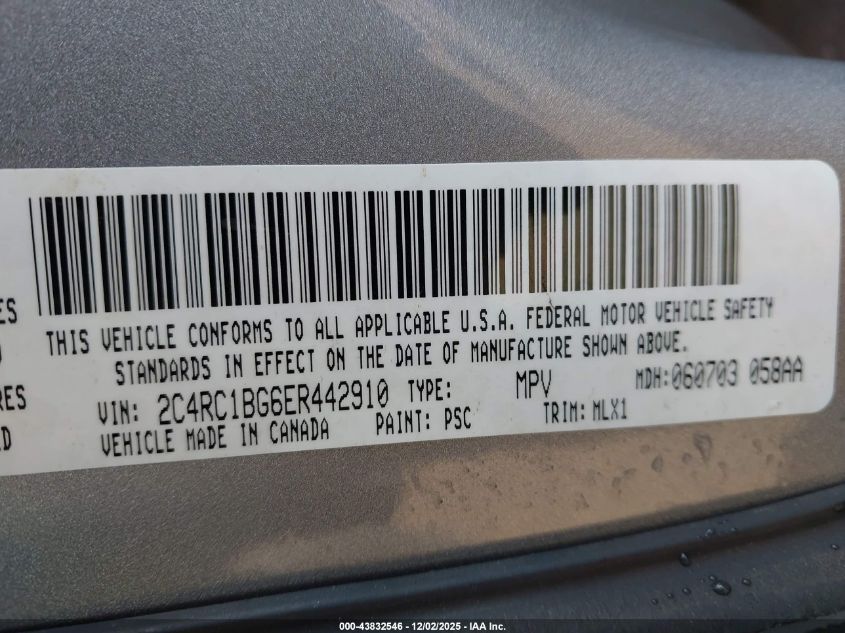 ES
THIS VEHICLE CONFORMS TO ALL APPLICABLE U.S.A. FEDERAL MOTOR VEHICLE SAFETY
STANDARDS IN EFFECT ON THE DATE OF MANUFACTURE SHOWN ABOVE.
RES
VIN: 2C4RC1BG6ER442910 TYPE: MPV MDH:060703 058AA
VEHICLE MADE IN CANADA PAINT: PSC TRIM: MLX1
000-43832546 - 12/02/2025 - IAA Inc.